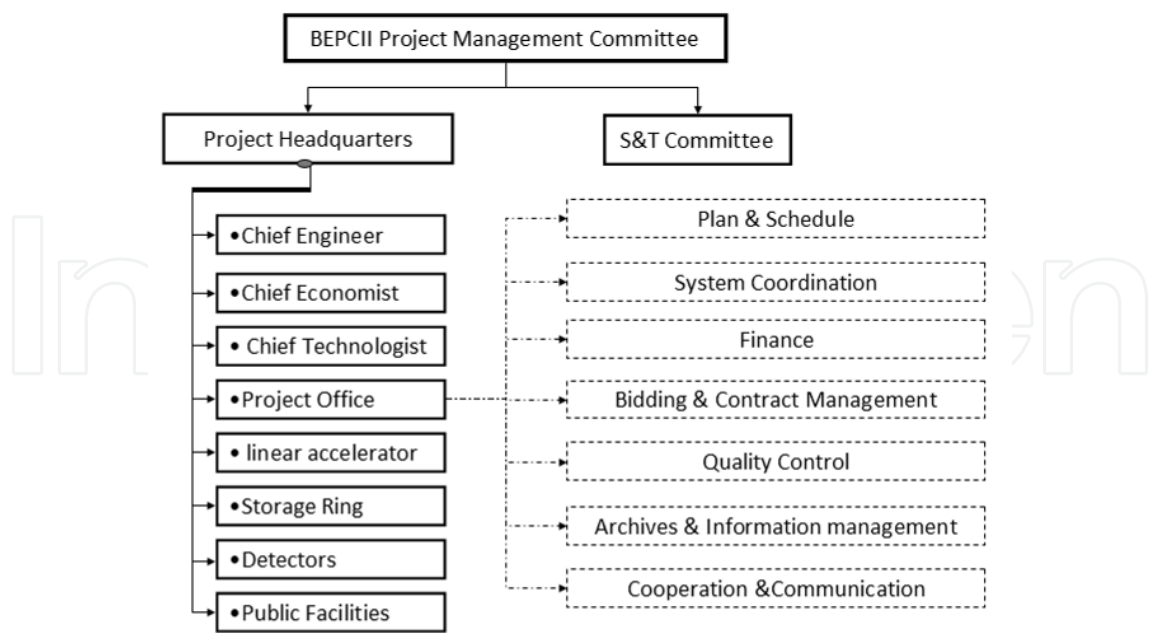 BEPCII Project Management Committee
Project Headquarters
S&T Committee
•Chief Engineer
•Chief Economist
• Chief Technologist
•Project Office
• linear accelerator
•Storage Ring
•Detectors
•Public Facilities
Plan & Schedule
System Coordination
Finance
Bidding & Contract Management
Quality Control
Archives & Information management
Cooperation &Communication